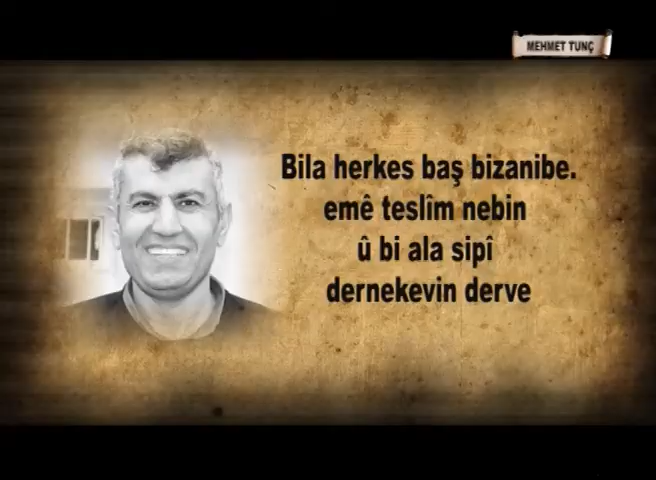 MEHMET TUNÇ
Bila herkes baş bizanibe.
emê teslîm nebin
û bi ala sipî
dernekevin derve